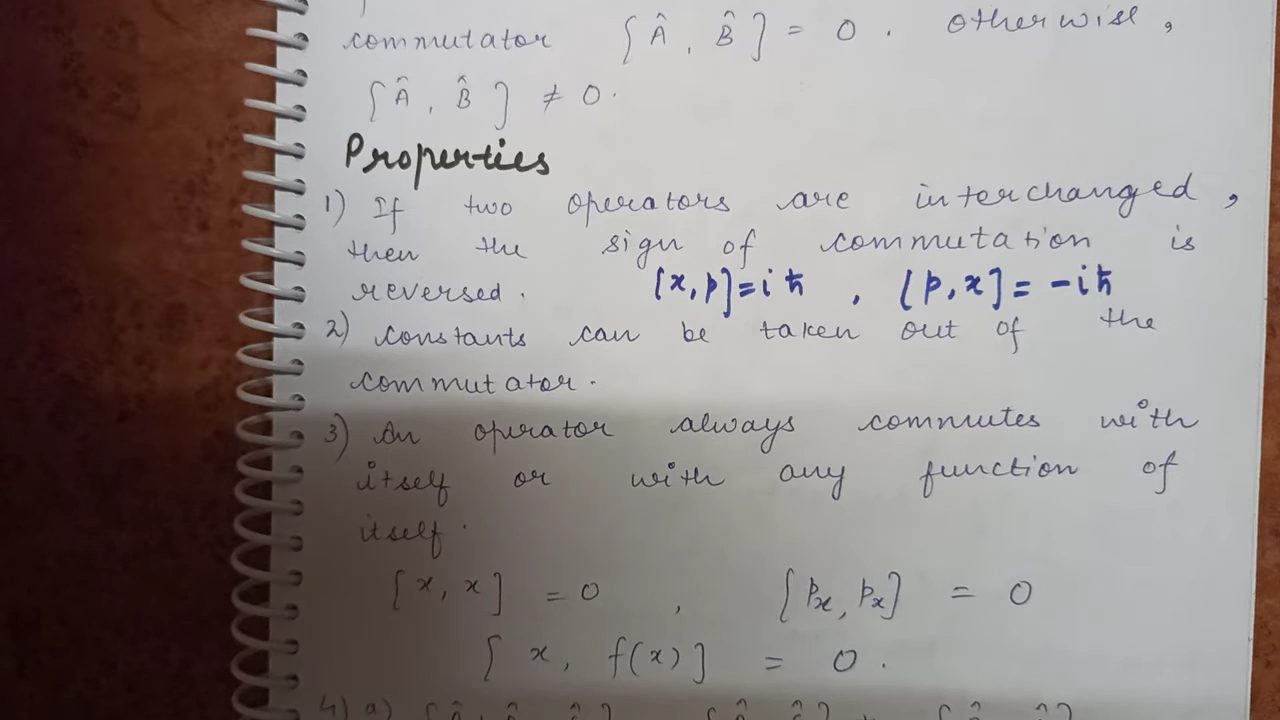 commutator [Â, B̂] = 0. otherwise,
[Â, B̂] ≠ 0.
Properties
1) If two operators are interchanged,
then the sign of commutation is
reversed. [x,p]=iħ , [p,x]= -iħ
2) constants can be taken out of the
commutator.
3) An operator always commutes with
itself or with any function of
itself.
[x, x] = 0 , [px, px] = 0
[x, f(x)] = 0.
4) a)